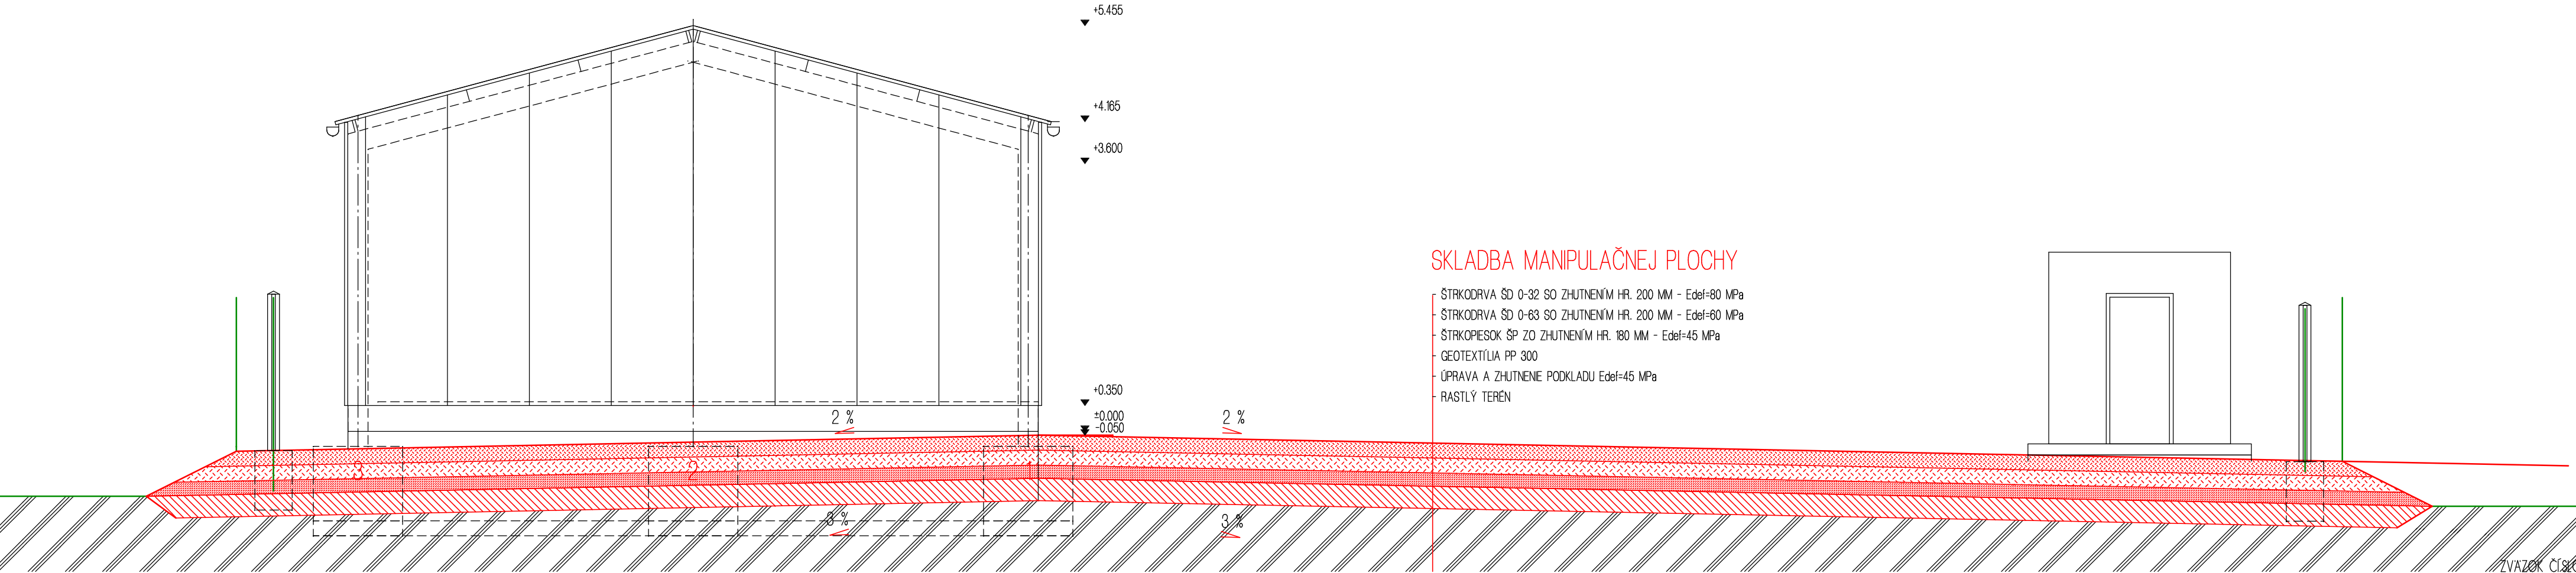 +5.455
+4.165
+3.600
SKLADBA MANIPULAČNEJ PLOCHY
ŠTRKODRVA ŠD 0-32 SO ZHUTNENÍM HR. 200 MM - Edef=80 MPa
ŠTRKODRVA ŠD 0-63 SO ZHUTNENÍM HR. 200 MM - Edef=60 MPa
ŠTRKOPIESOK ŠP ZO ZHUTNENÍM HR. 180 MM - Edef=45 MPa
GEOTEXTÍLIA PP 300
ÚPRAVA A ZHUTNENIE PODKLADU Edef=45 MPa
RASTLÝ TERÉN
+0.350
±0.000
-0.050
2 %
2 %
3
2
1
3 %
3 %
ZVÄZOK ČÍSLO